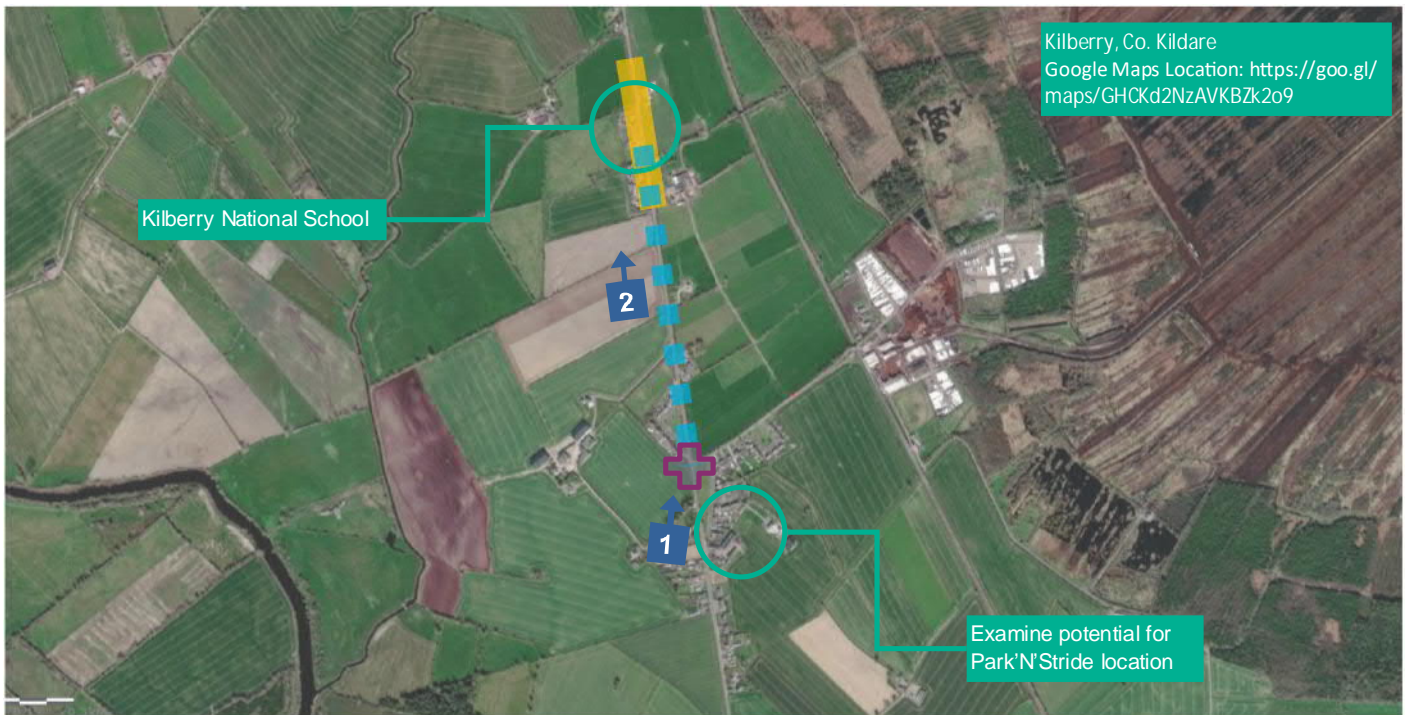 Kilberry, Co. Kildare
Google Maps Location: https://goo.gl/
maps/GHCKd2NzAVKBZk2o9
Kilberry National School
2
1
Examine potential for
Park'N'Stride location